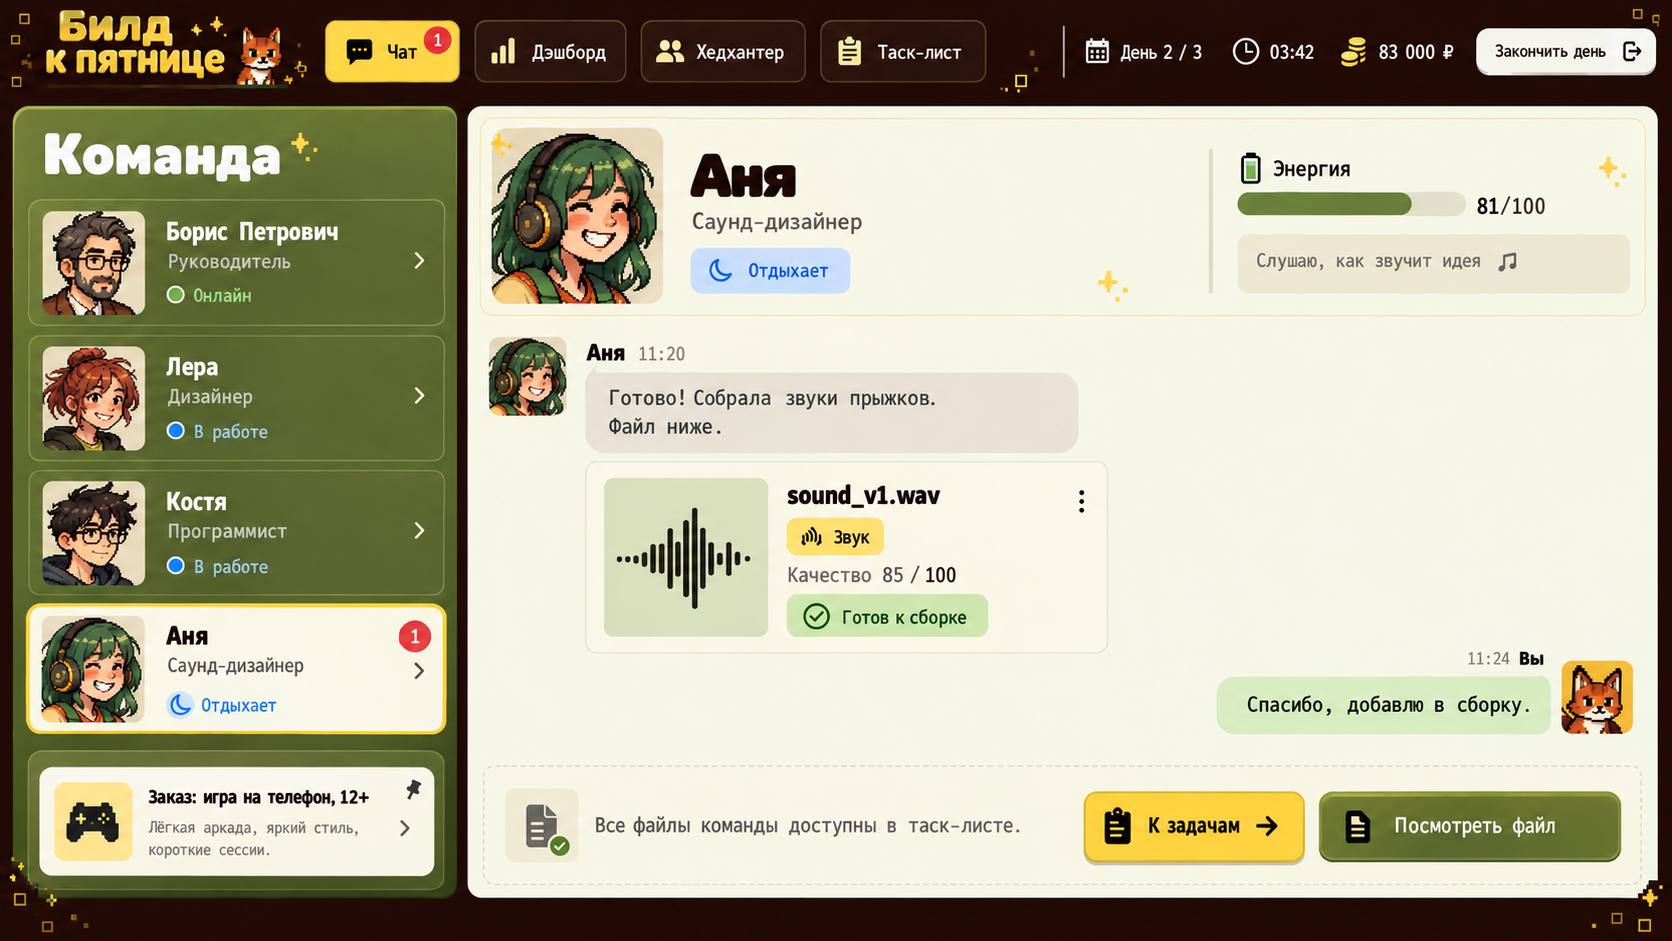 Билд
к пятнице
Чат
1
Дэшборд
Хедхантер
Таск-лист
День 2 / 3
03:42
83 000 ₽
Закончить день
Команда
Борис Петрович
Руководитель
Онлайн
Лера
Дизайнер
В работе
Костя
Программист
В работе
Аня
1
Саунд-дизайнер
Отдыхает
Заказ: игра на телефон, 12+
Лёгкая аркада, яркий стиль,
короткие сессии.
Аня
Саунд-дизайнер
Отдыхает
Энергия
81/100
Слушаю, как звучит идея
Аня 11:20
Готово! Собрала звуки прыжков.
Файл ниже.
sound_v1.wav
Звук
Качество 85 / 100
Готов к сборке
11:24 Вы
Спасибо, добавлю в сборку.
Все файлы команды доступны в таск-листе.
К задачам
Посмотреть файл